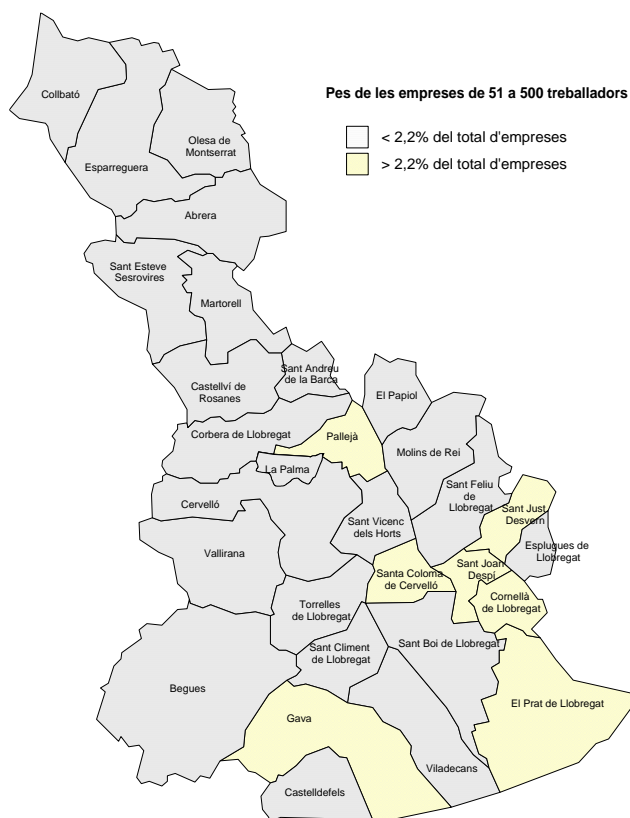 Pes de les empreses de 51 a 500 treballadors
< 2,2% del total d'empreses
> 2,2% del total d'empreses
Collbató
Olesa de
Montserrat
Esparreguera
Abrera
Sant Esteve
Sesrovires
Martorell
Sant Andreu
de la Barca
Castellví de
Rosanes
El Papiol
Corbera de Llobregat
Pallejà
Molins de Rei
La Palma
Sant Feliu
de
Llobregat
Cervelló
Sant Just
Desvern
Sant Vicenc
dels Horts
Esplugues de
Llobregat
Vallirana
Sant Joan
Despí
Santa Coloma
de Cervelló
Cornellà
de Llobregat
Torrelles
de Llobregat
Sant Climent
de Llobregat
Sant Boi de Llobregat
Begues
El Prat de Llobregat
Gava
Viladecans
Castelldefels